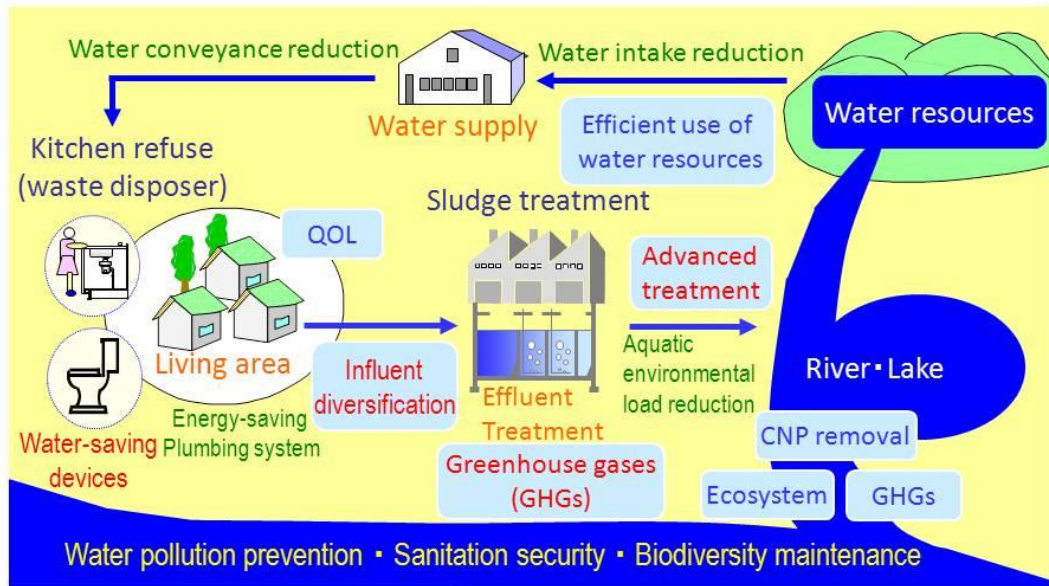 Water conveyance reduction
Water intake reduction
Water supply
Efficient use of
water resources
Water resources
Kitchen refuse
(waste disposer)
QOL
Sludge treatment
Advanced
treatment
Living area
Influent
diversification
Aquatic
environmental
load reduction
River・Lake
Energy-saving
Plumbing system
Effluent
Treatment
Water-saving
devices
Greenhouse gases
(GHGs)
CNP removal
Ecosystem
GHGs
Water pollution prevention ・ Sanitation security ・ Biodiversity maintenance